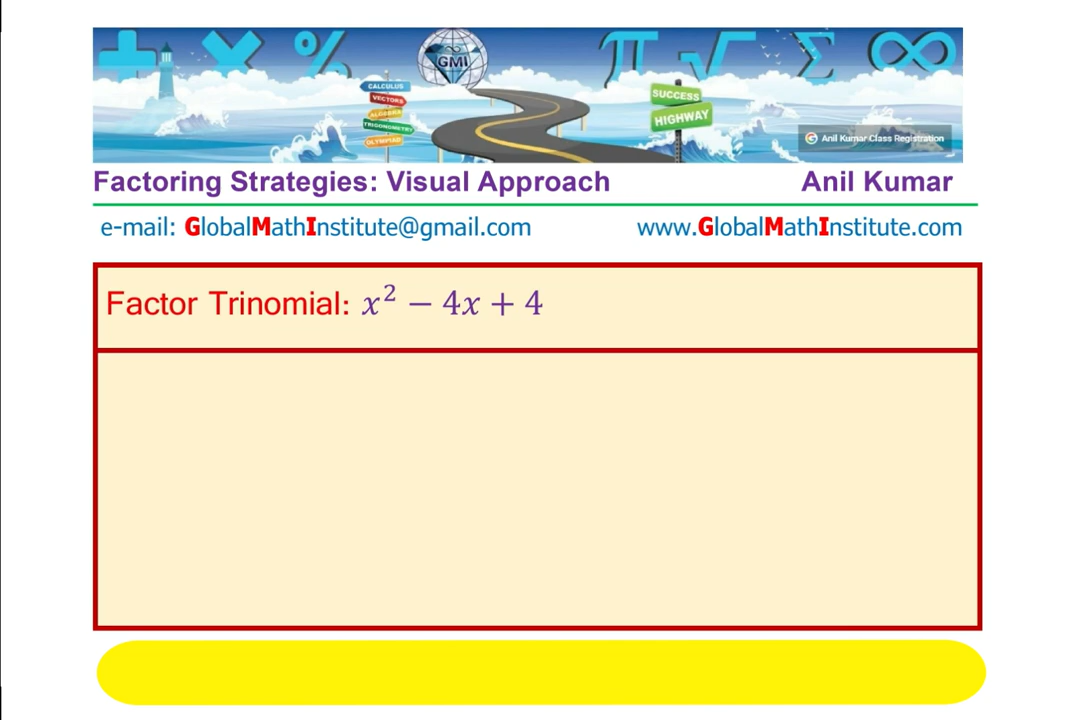 GMI
CALCULUS
VECTORS
ALGEBRA
TRIGONOMETRY
OLYMPIAD
SUCCESS
HIGHWAY
Anil Kumar Class Registration
Factoring Strategies: Visual Approach Anil Kumar
e-mail: GlobalMathInstitute@gmail.com www.GlobalMathInstitute.com
Factor Trinomial: x² − 4x + 4